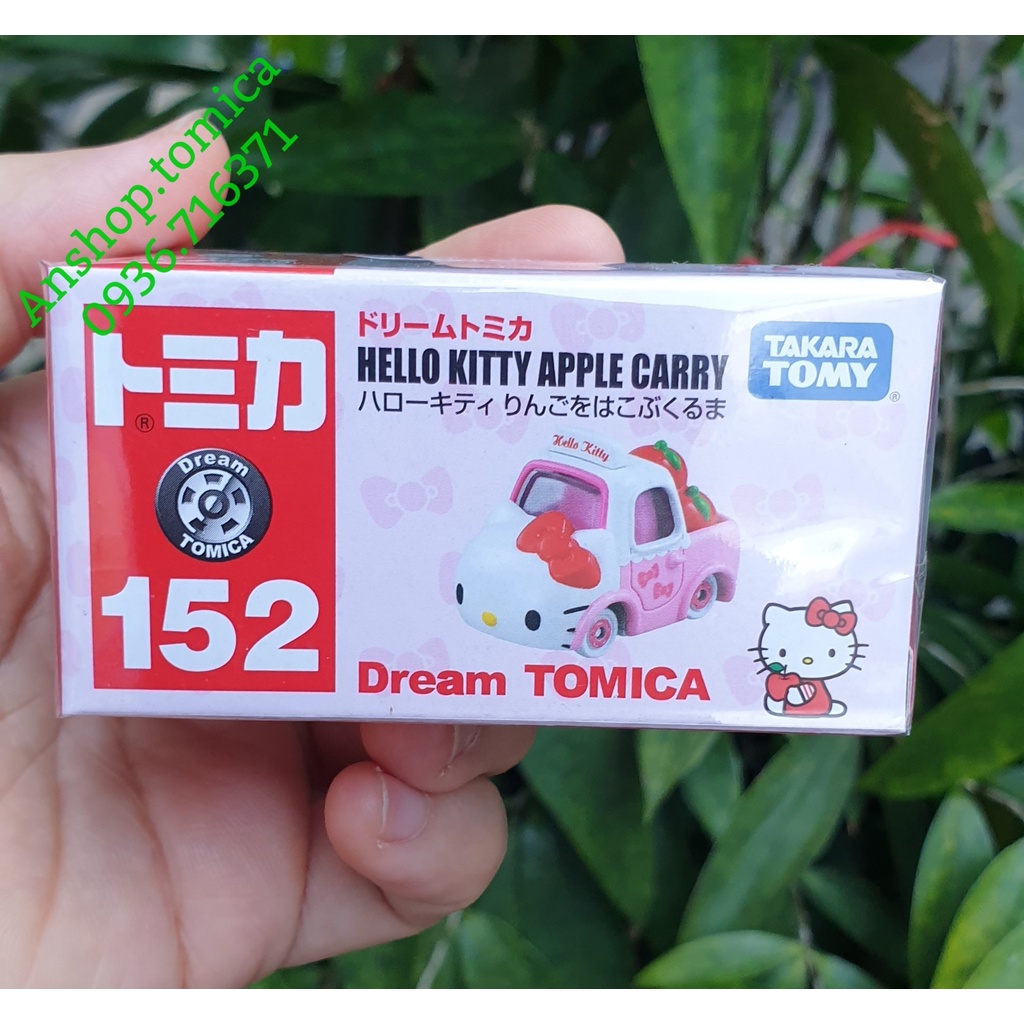 Anshop.tomica
0936.716371
トミカ
®
Dream
TOMICA
152
ドリームトミカ
HELLO KITTY APPLE CARRY
ハローキティ りんごをはこぶくるま
TAKARA
TOMY
®
Hello Kitty
Dream TOMICA